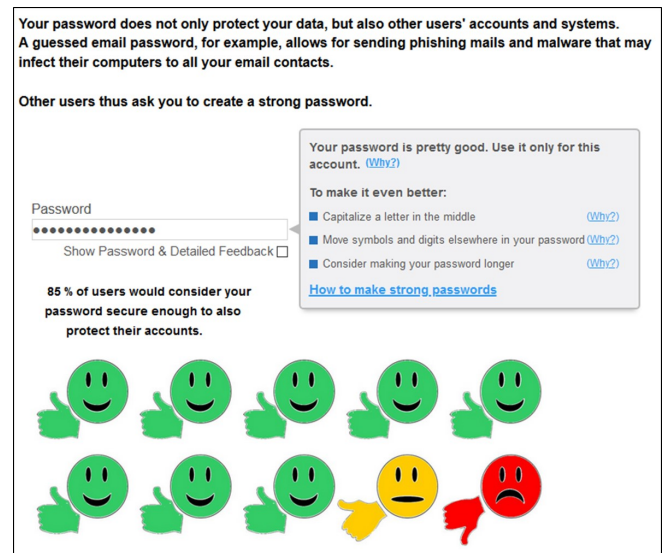 Your password does not only protect your data, but also other users' accounts and systems.
A guessed email password, for example, allows for sending phishing mails and malware that may
infect their computers to all your email contacts.
Other users thus ask you to create a strong password.
Your password is pretty good. Use it only for this
account. (Why?)
To make it even better:
Capitalize a letter in the middle (Why?)
Move symbols and digits elsewhere in your password (Why?)
Consider making your password longer (Why?)
How to make strong passwords
Password
●●●●●●●●●●●●●●●
Show Password & Detailed Feedback
85 % of users would consider your
password secure enough to also
protect their accounts.